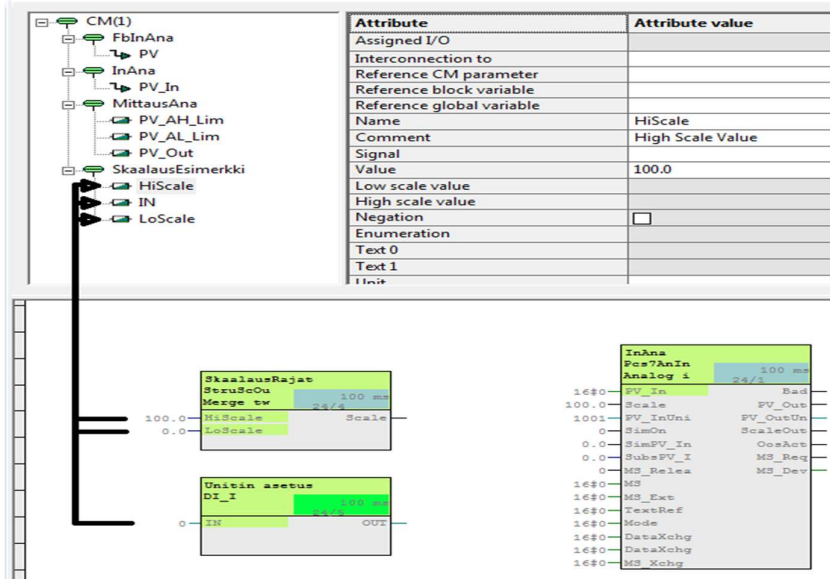 CM(1)
FbInAna
PV
InAna
PV_In
MittausAna
PV_AH_Lim
PV_AL_Lim
PV_Out
SkaalausEsimerkki
HiScale
IN
LoScale
Attribute Attribute value
Assigned I/O
Interconnection to
Reference CM parameter
Reference block variable
Reference global variable
Name HiScale
Comment High Scale Value
Signal
Value 100.0
Low scale value
High scale value
Negation
Enumeration
Text 0
Text 1
Unit
SkaalausRajat
StruScOu
Merge tw 100 ms
24/4
100.0 HiScale Scale
0.0 LoScale
Unitin asetus
DI_I 100 ms
24/5
0 IN OUT
InAna
Pcs7AnIn
Analog i 100 ms
24/1
16#0 PV_In Bad
100.0 Scale PV_Out
1001 PV_InUni PV_OutUn
0 SimOn ScaleOut
0.0 SimPV_In OosAct
0.0 SubsPV_I MS_Req
0 MS_Relea MS_Dev
16#0 MS
16#0 MS_Ext
16#0 TextRef
16#0 Mode
16#0 DataXchg
16#0 DataXchg
16#0 MS_Xchg